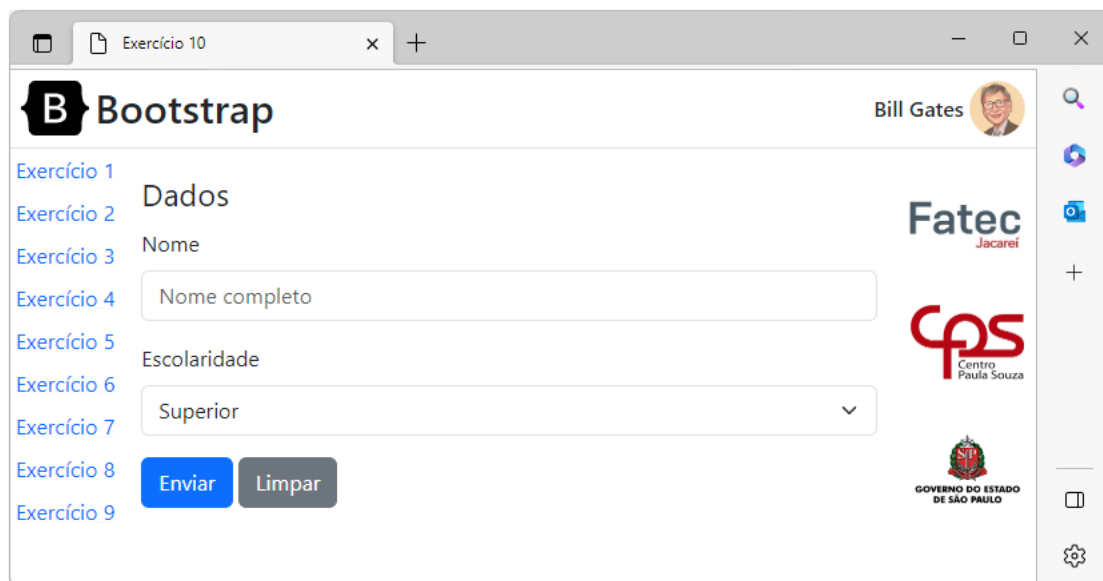 Exercício 10
B Bootstrap
Bill Gates
Exercício 1
Exercício 2
Exercício 3
Exercício 4
Exercício 5
Exercício 6
Exercício 7
Exercício 8
Exercício 9
Dados
Nome
Nome completo
Escolaridade
Superior
Enviar Limpar
Fatec
Jacareí
CPS
Centro
Paula Souza
SP
GOVERNO DO ESTADO
DE SÃO PAULO